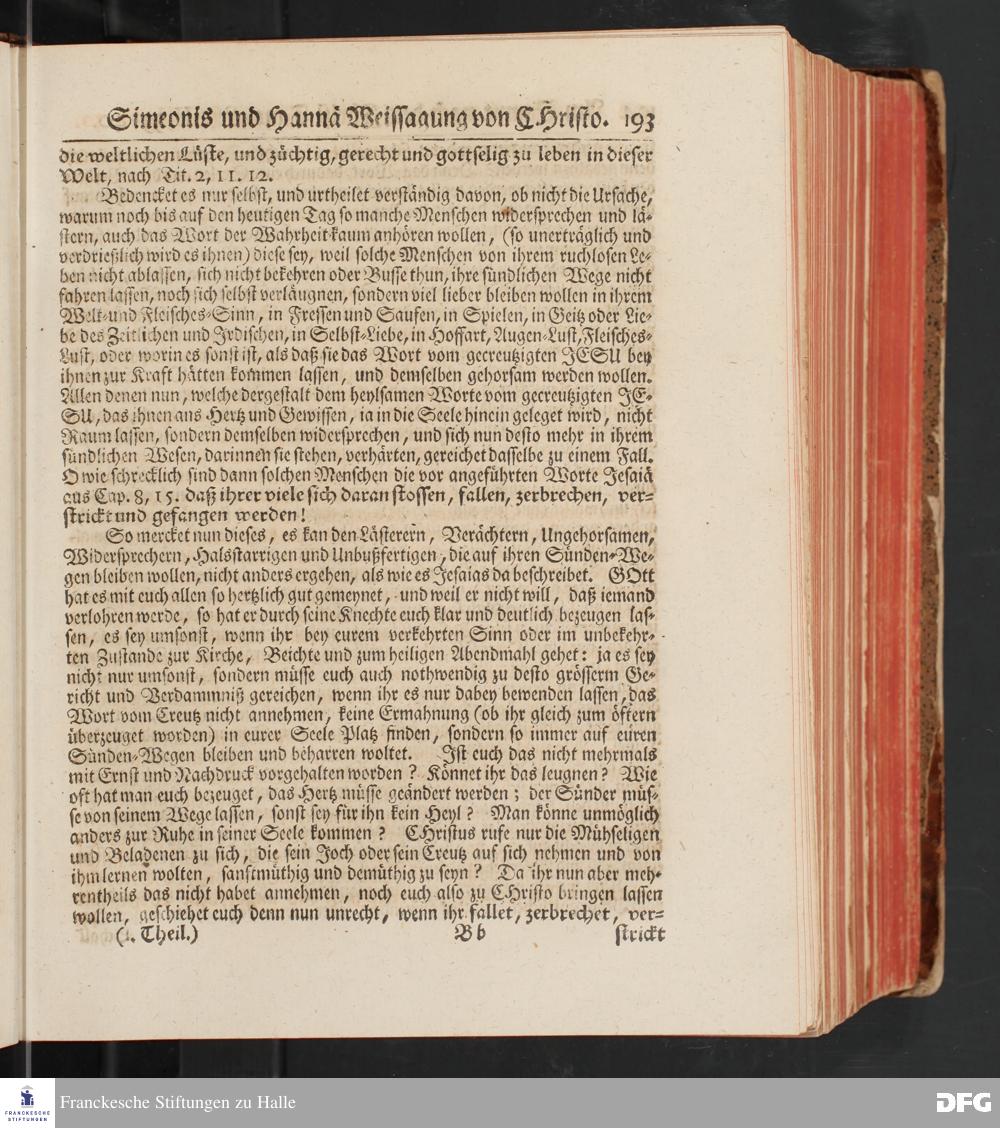 Simeonis und Hannä Weissagung von CHristo. 193
die weltlichen Lüste, und züchtig, gerecht und gottselig zu leben in dieser
Welt, nach Tit. 2, 11. 12.
Bedencket es nur selbst, und urtheilet verständig davon, ob nicht die Ursache,
warum noch bis auf den heutigen Tag so manche Menschen widersprechen und lä-
stern, auch das Wort der Wahrheit kaum anhören wollen, (so unerträglich und
verdrießlich wird es ihnen) diese sey, weil solche Menschen von ihrem ruchlosen Le-
ben nicht ablassen, sich nicht bekehren oder Busse thun, ihre sündlichen Wege nicht
fahren lassen, noch sich selbst verläugnen, sondern viel lieber bleiben wollen in ihrem
Welt-und Fleisches-Sinn, in Fressen und Saufen, in Spielen, in Geitz oder Lie-
be des Zeitlichen und Irdischen, in Selbst-Liebe, in Hoffart, Augen-Lust, Fleisches-
Lust, oder worin es sonst ist, als daß sie das Wort vom gecreutzigten JESU bey
ihnen zur Kraft hätten kommen lassen, und demselben gehorsam werden wollen.
Allen denen nun, welche dergestalt dem heylsamen Worte vom gecreutzigten JE-
SU, das ihnen ans Hertz und Gewissen, ja in die Seele hinein geleget wird, nicht
Raum lassen, sondern demselben widersprechen, und sich nun desto mehr in ihrem
sündlichen Wesen, darinnen sie stehen, verhärten, gereichet dasselbe zu einem Fall.
O wie schrecklich sind dann solchen Menschen die vor angeführten Worte Jesaiä
aus Cap. 8, 15. daß ihrer viele sich daran stossen, fallen, zerbrechen, ver-
strickt und gefangen werden!
So mercket nun dieses, es kan den Lästerern, Verächtern, Ungehorsamen,
Widersprechern, Halsstarrigen und Unbußfertigen, die auf ihren Sünden-We-
gen bleiben wollen, nicht anders ergehen, als wie es Jesaias da beschreibet. GOtt
hat es mit euch allen so hertzlich gut gemeynet, und weil er nicht will, daß iemand
verlohren werde, so hat er durch seine Knechte euch klar und deutlich bezeugen las-
sen, es sey umsonst, wenn ihr bey eurem verkehrten Sinn oder im unbekehr-
ten Zustande zur Kirche, Beichte und zum heiligen Abendmahl gehet: ja es sey
nicht nur umsonst, sondern müsse euch auch nothwendig zu desto grösserm Ge-
richt und Verdammniß gereichen, wenn ihr es nur dabey bewenden lassen, das
Wort vom Creutz nicht annehmen, keine Ermahnung (ob ihr gleich zum öftern
überzeuget worden) in eurer Seele Platz finden, sondern so immer auf euren
Sünden-Wegen bleiben und beharren woltet. Ist euch das nicht mehrmals
mit Ernst und Nachdruck vorgehalten worden? Könnet ihr das leugnen? Wie
oft hat man euch bezeuget, das Hertz müsse geändert werden; der Sünder müs-
se von seinem Wege lassen, sonst sey für ihn kein Heyl? Man könne unmöglich
anders zur Ruhe in seiner Seele kommen? CHristus rufe nur die Mühseligen
und Beladenen zu sich, die sein Joch oder sein Creutz auf sich nehmen und von
ihm lernen wolten, sanftmüthig und demüthig zu seyn? Da ihr nun aber meh-
rentheils das nicht habet annehmen, noch euch also zu CHristo bringen lassen
wollen, geschiehet euch denn nun unrecht, wenn ihr fallet, zerbrechet, ver-
(1. Theil.) B b strickt
FRANCKESCHE
STIFTUNGEN
Franckesche Stiftungen zu Halle
DFG